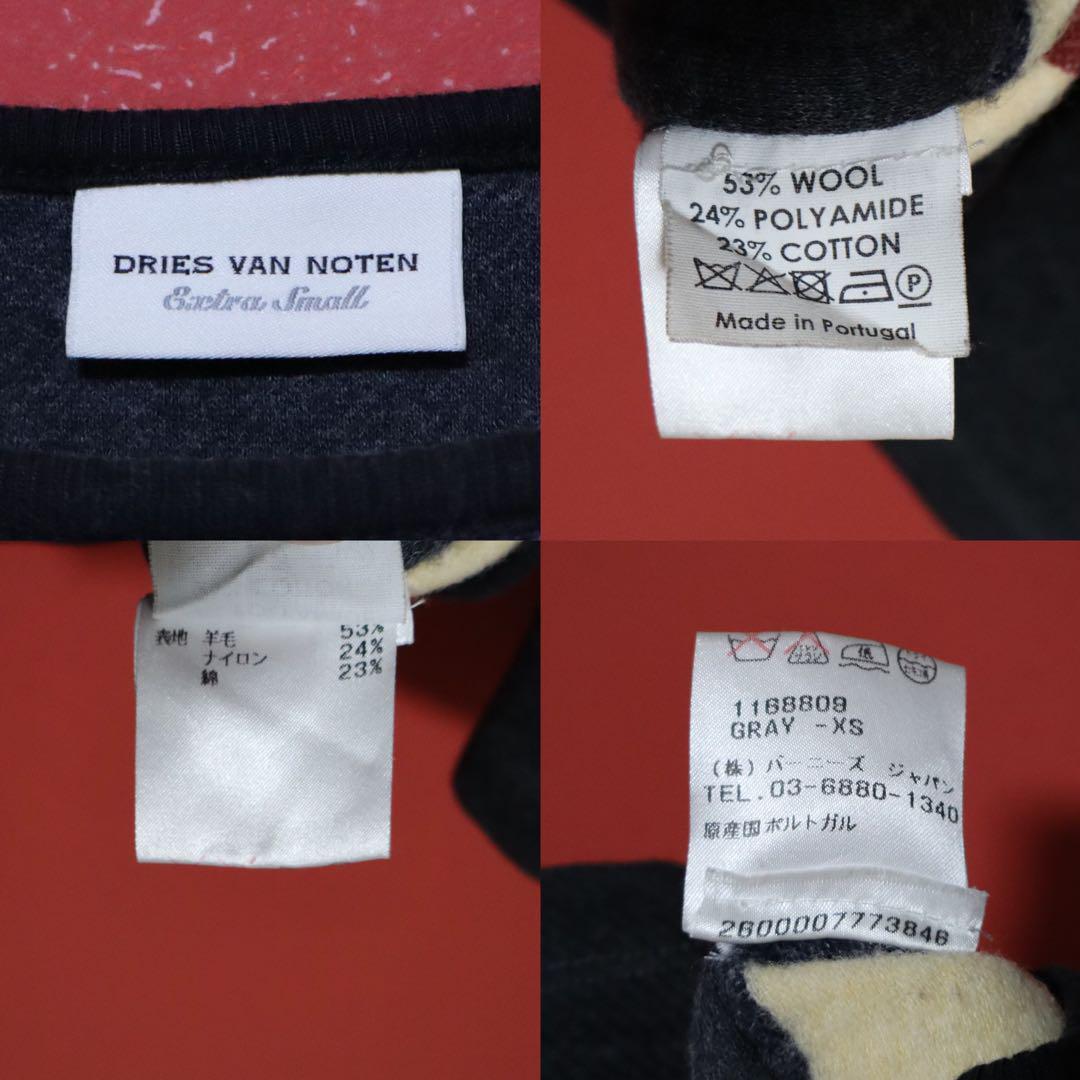 DRIES VAN NOTEN
Extra Small
53% WOOL
24% POLYAMIDE
23% COTTON
P
Made in Portugal
表地 羊毛 53%
ナイロン 24%
綿 23%
低
1168809
GRAY -XS
(株) バーニーズ ジャパン
TEL.03-6880-1340
原産国ポルトガル
2600007773846